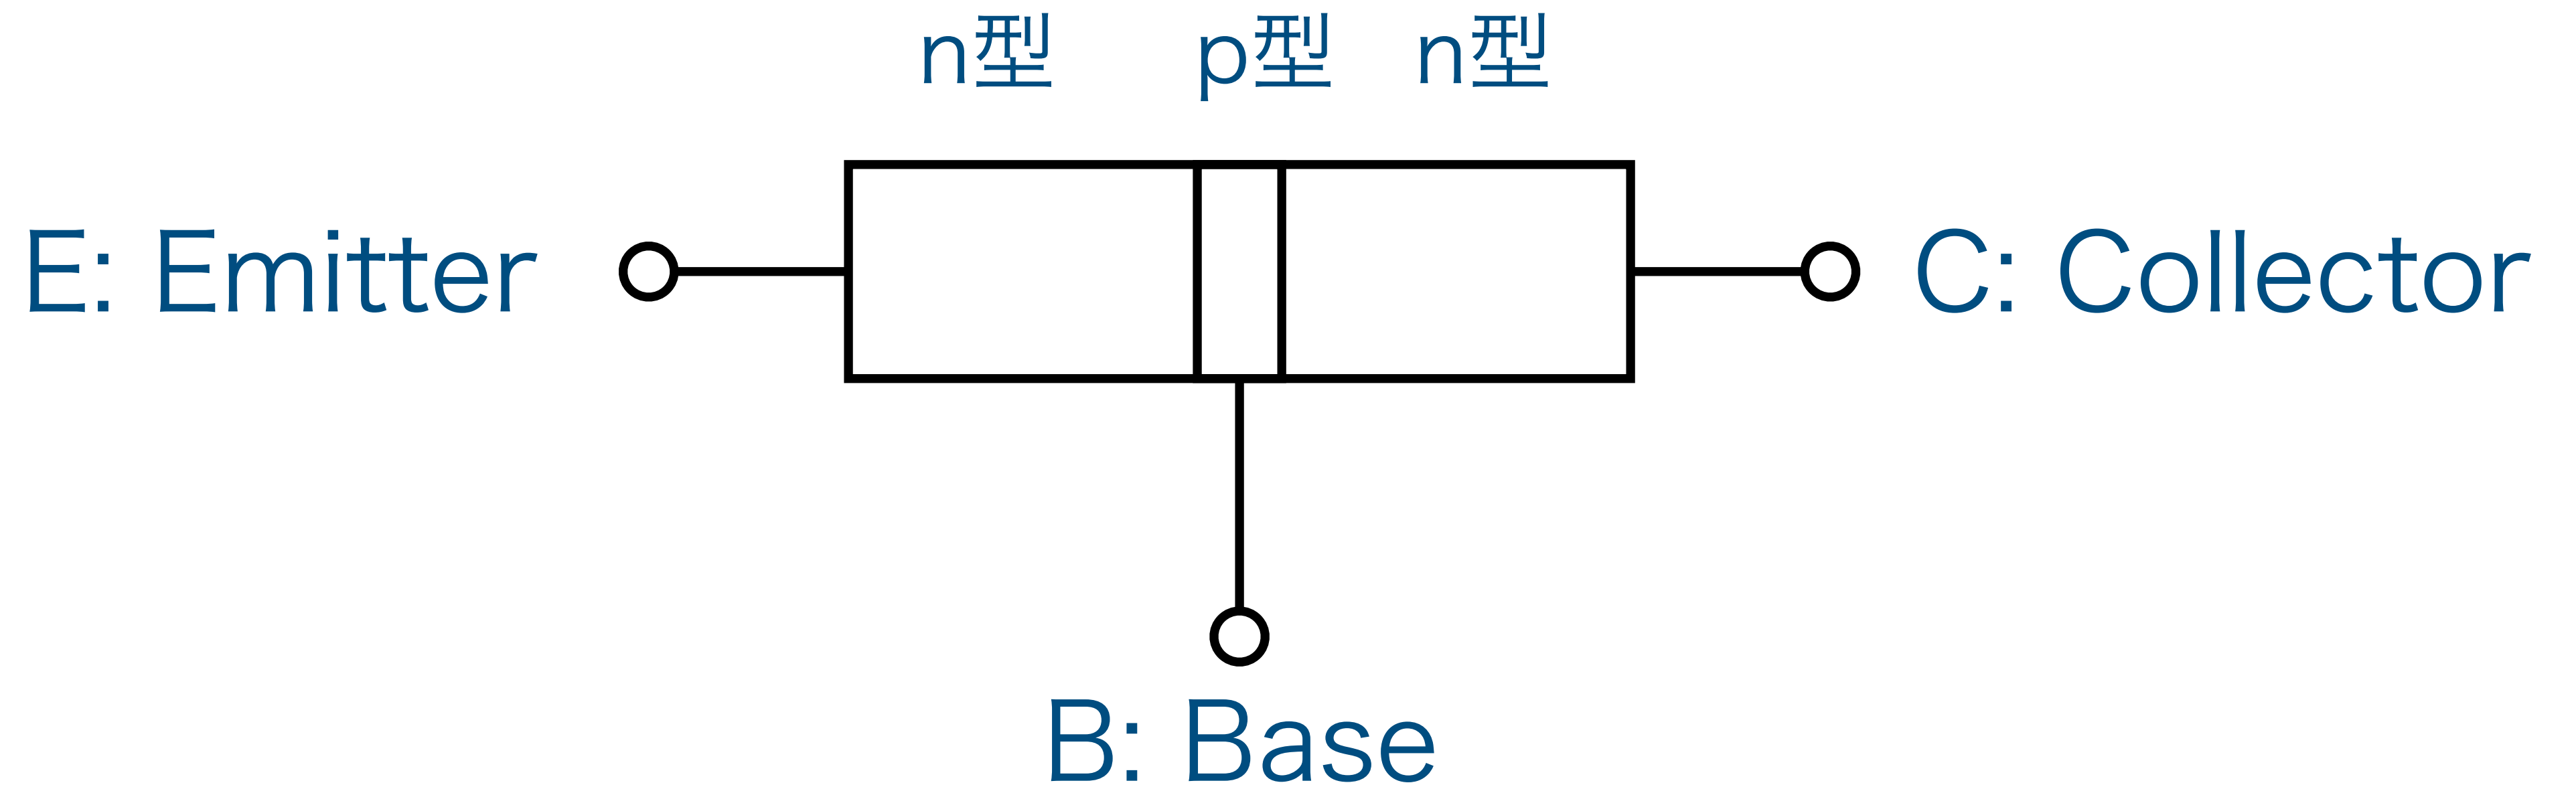 n型 p型 n型
E: Emitter C: Collector
B: Base